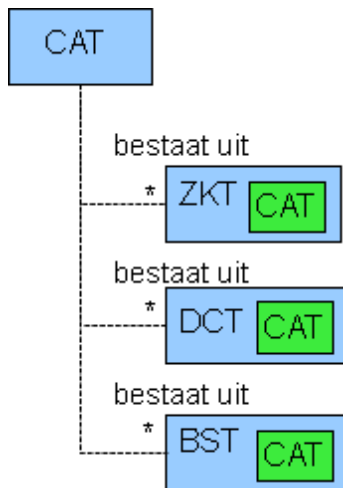 CAT
bestaat uit
* ZKT CAT
bestaat uit
* DCT CAT
bestaat uit
* BST CAT